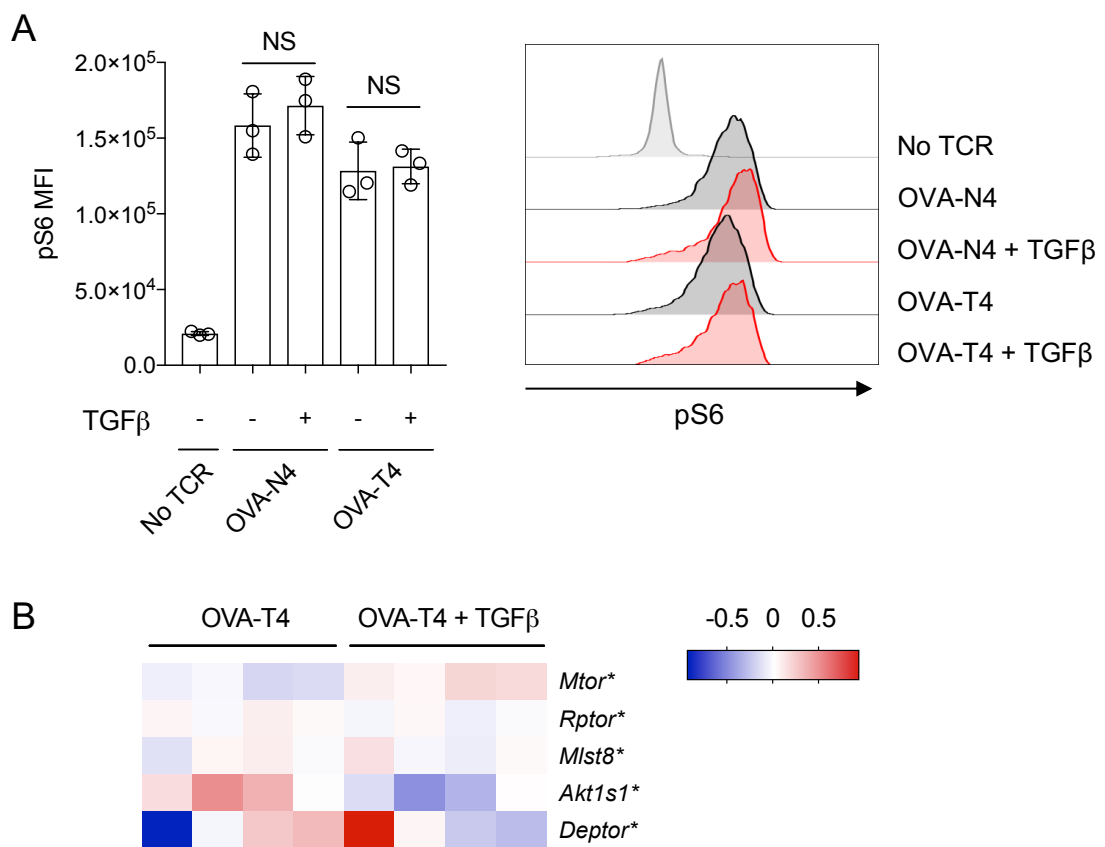 A
pS6 MFI
2.0×10⁵
1.5×10⁵
1.0×10⁵
5.0×10⁴
0.0
NS
NS
TGFβ - - + - +
No TCR
OVA-N4
OVA-T4
No TCR
OVA-N4
OVA-N4 + TGFβ
OVA-T4
OVA-T4 + TGFβ
pS6
B
OVA-T4 OVA-T4 + TGFβ
-0.5 0 0.5
Mtor*
Rptor*
Mlst8*
Akt1s1*
Deptor*